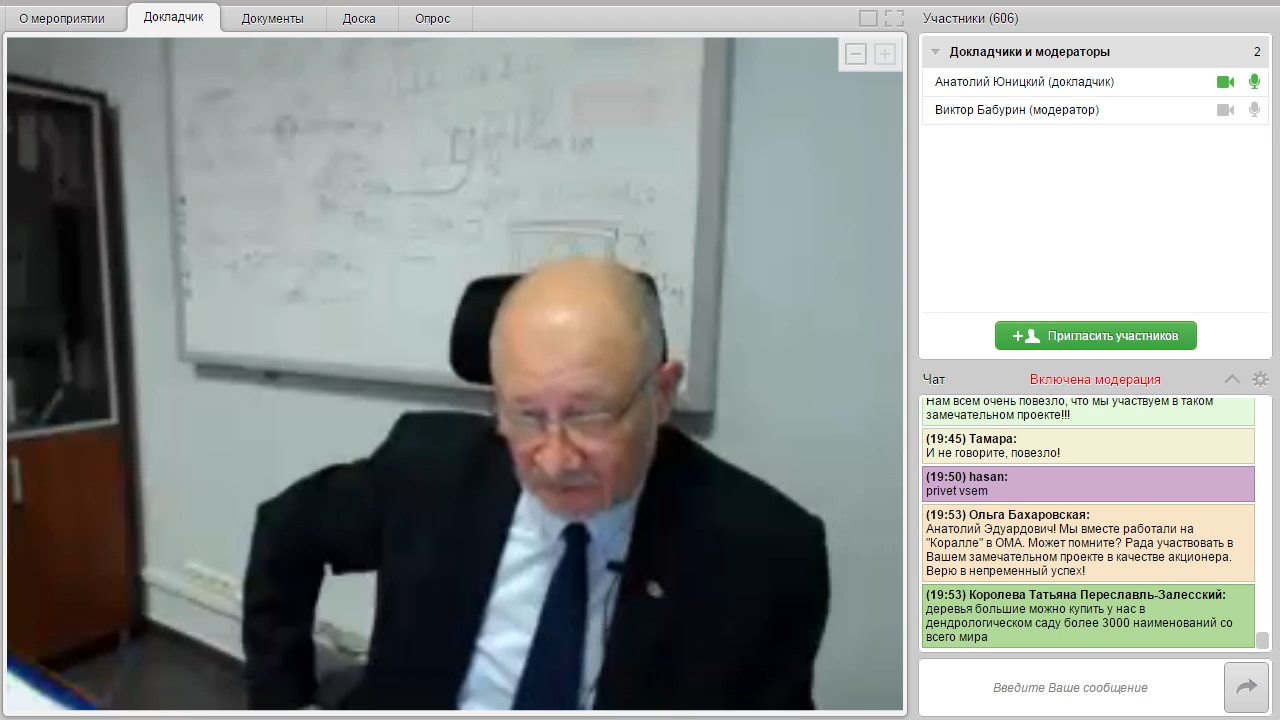 О мероприятии
Докладчик
Документы
Доска
Опрос
Участники (606)
Докладчики и модераторы 2
Анатолий Юницкий (докладчик)
Виктор Бабурин (модератор)
Пригласить участников
Чат Включена модерация
Нам всем очень повезло, что мы участвуем в таком
замечательном проекте!!!
(19:45) Тамара:
И не говорите, повезло!
(19:50) hasan:
privet vsem
(19:53) Ольга Бахаровская:
Анатолий Эдуардович! Мы вместе работали на
"Коралле" в ОМА. Может помните? Рада участвовать в
Вашем замечательном проекте в качестве акционера.
Верю в непременный успех!
(19:53) Королева Татьяна Переславль-Залесский:
деревья большие можно купить у нас в
дендрологическом саду более 3000 наименований со
всего мира
Введите Ваше сообщение